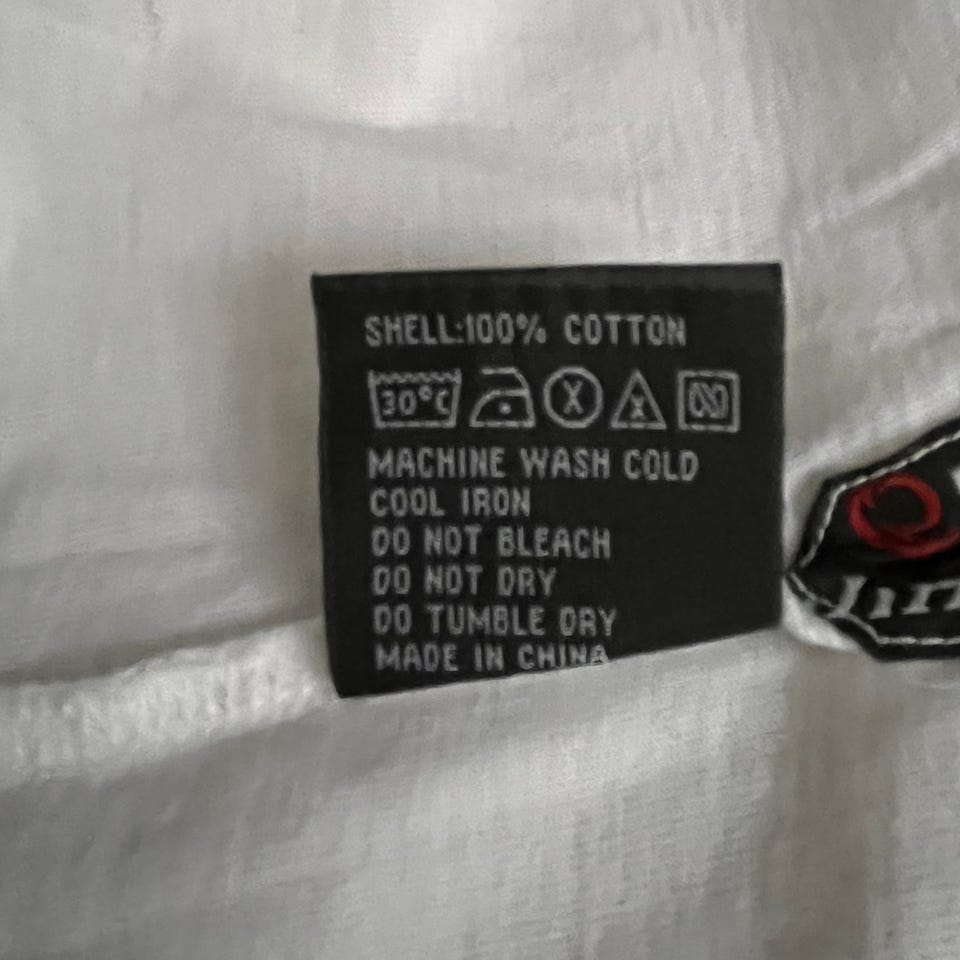 SHELL:100% COTTON
30°C
MACHINE WASH COLD
COOL IRON
DO NOT BLEACH
DO NOT DRY
DO TUMBLE DRY
MADE IN CHINA